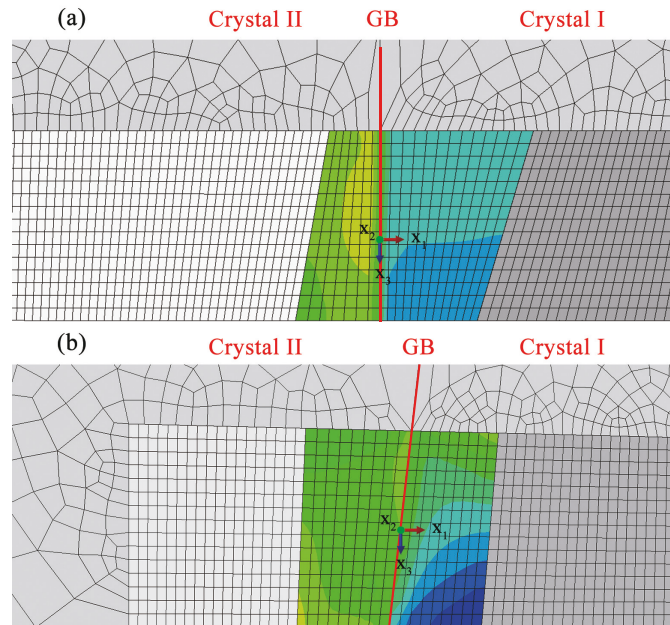 (a) Crystal II GB Crystal I
x2 x1
x3
(b) Crystal II GB Crystal I
x2 x1
x3